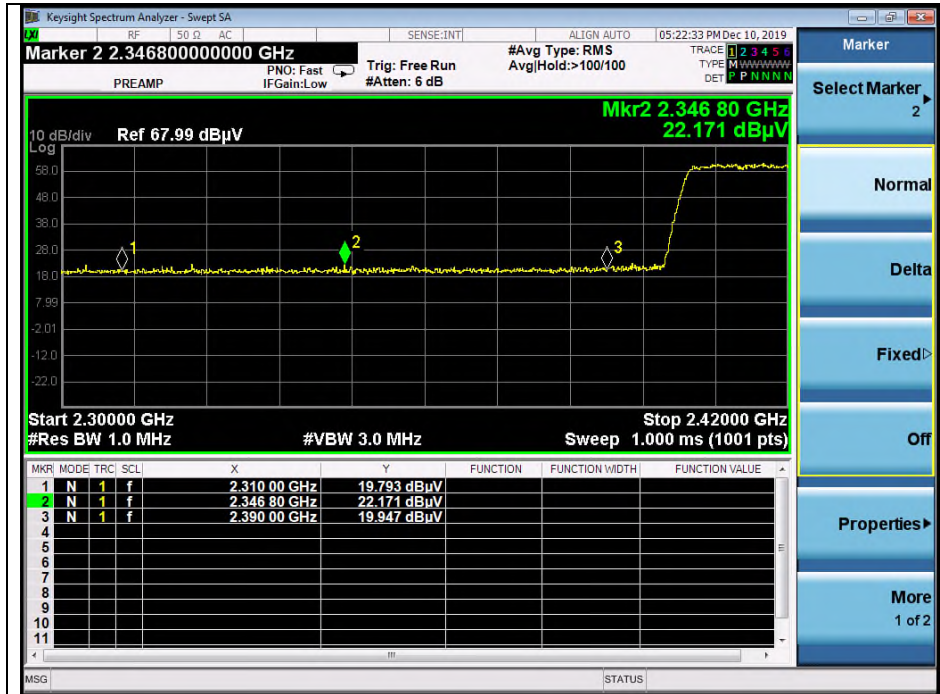 Keysight Spectrum Analyzer - Swept SA
LXI RF 50 Ω AC SENSE:INT ALIGN AUTO 05:22:33 PM Dec 10, 2019
Marker 2 2.346800000000 GHz
PREAMP
PNO: Fast
IFGain:Low
Trig: Free Run
#Atten: 6 dB
#Avg Type: RMS
Avg|Hold:>100/100
TRACE 1 2 3 4 5 6
TYPE M W W W W W
DET P P N N N N
Mkr2 2.346 80 GHz
22.171 dBµV
10 dB/div Ref 67.99 dBµV
Log
58.0
48.0
38.0
28.0
18.0
7.99
-2.01
-12.0
-22.0
1
2
3
Start 2.30000 GHz Stop 2.42000 GHz
#Res BW 1.0 MHz #VBW 3.0 MHz Sweep 1.000 ms (1001 pts)
MKR MODE TRC SCL X Y FUNCTION FUNCTION WIDTH FUNCTION VALUE
1 N 1 f 2.310 00 GHz 19.793 dBµV
2 N 1 f 2.346 80 GHz 22.171 dBµV
3 N 1 f 2.390 00 GHz 19.947 dBµV
4
5
6
7
8
9
10
11
MSG STATUS
Marker
Select Marker
2
Normal
Delta
Fixed
Off
Properties
More
1 of 2